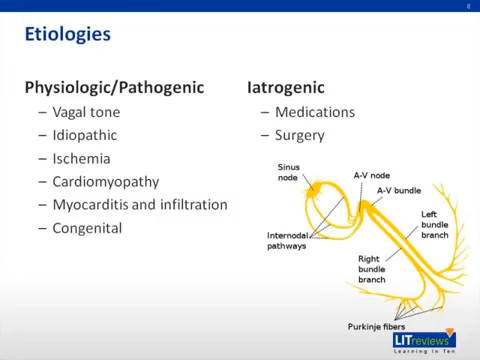 Etiologies
Physiologic/Pathogenic
– Vagal tone
– Idiopathic
– Ischemia
– Cardiomyopathy
– Myocarditis and infiltration
– Congenital
Iatrogenic
– Medications
– Surgery
Sinus
node
A-V node
A-V bundle
Internodal
pathways
Left
bundle
branch
Right
bundle
branch
Purkinje fibers
LITreviews
Learning In Ten